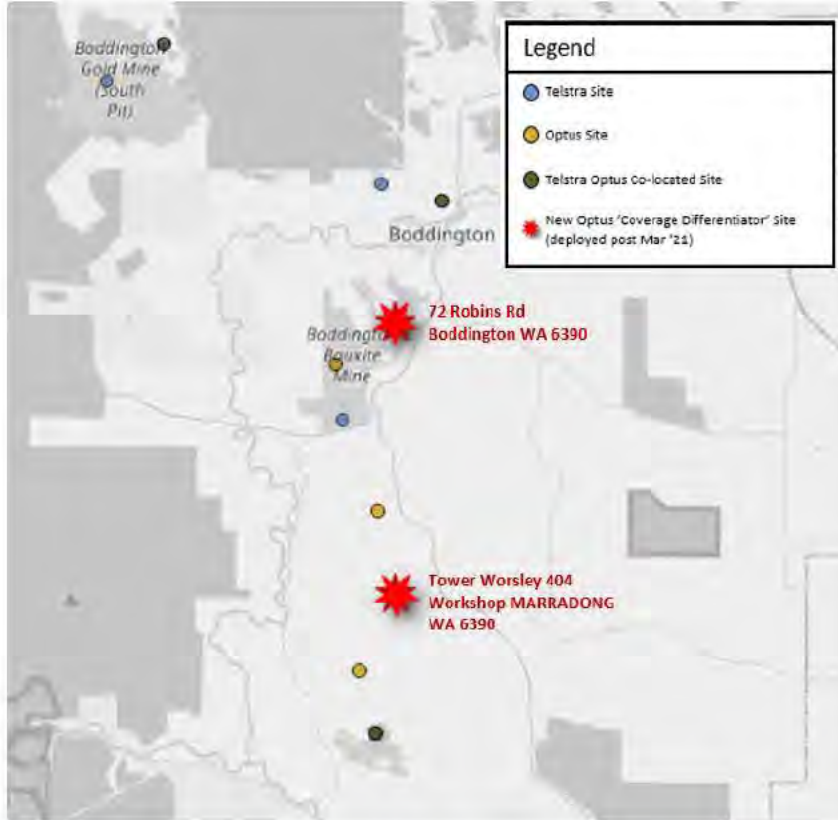 Boddington
Gold Mine
(South
Pit)
Legend
Telstra Site
Optus Site
Telstra Optus Co-located Site
New Optus 'Coverage Differentiator' Site
(deployed post Mar '21)
Boddington
72 Robins Rd
Boddington WA 6390
Boddington
Bauxite
Mine
Tower Worsley 404
Workshop MARRADONG
WA 6390